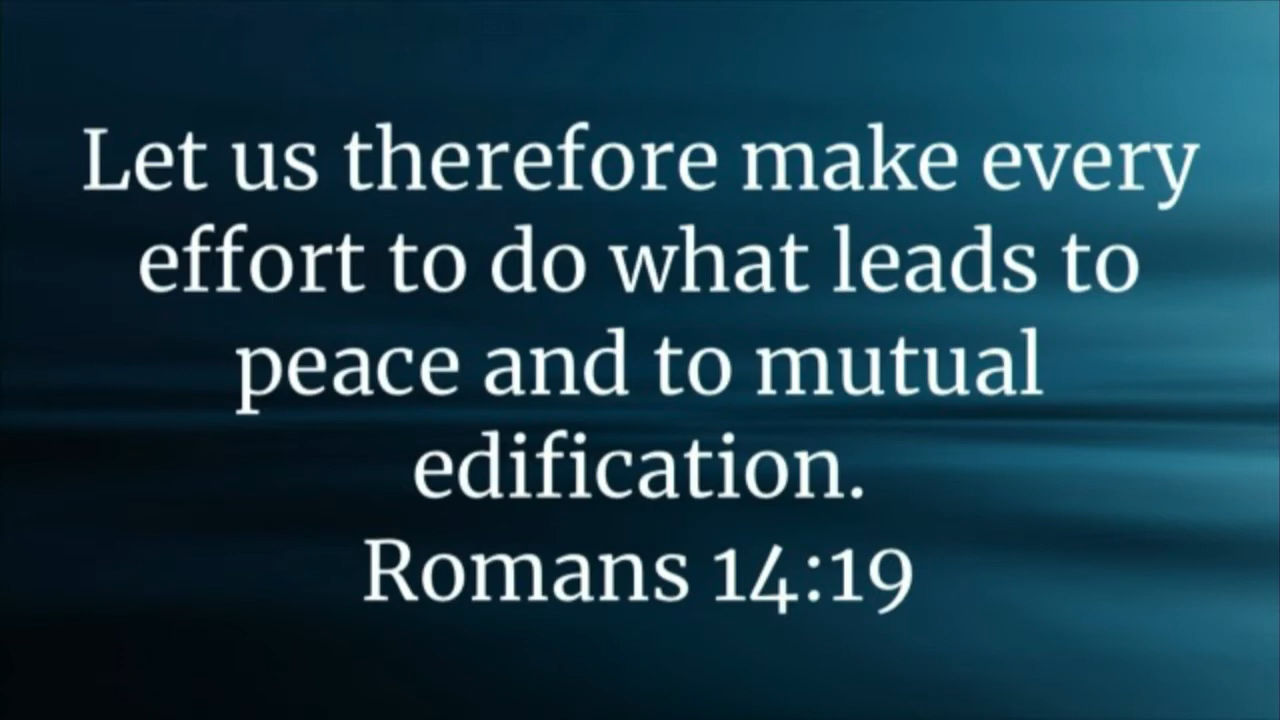 Let us therefore make every
effort to do what leads to
peace and to mutual
edification.
Romans 14:19